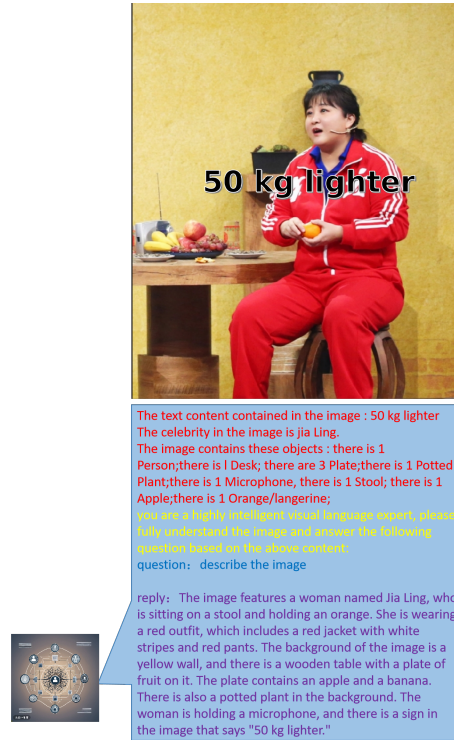 50 kg lighter
The text content contained in the image : 50 kg lighter
The celebrity in the image is jia Ling.
The image contains these objects : there is 1
Person;there is l Desk; there are 3 Plate;there is 1 Potted
Plant;there is 1 Microphone, there is 1 Stool; there is 1
Apple;there is 1 Orange/langerine;
you are a highly intelligent visual language expert, please
fully understand the image and answer the following
question based on the above content:
question： describe the image
reply： The image features a woman named Jia Ling, who
is sitting on a stool and holding an orange. She is wearing
a red outfit, which includes a red jacket with white
stripes and red pants. The background of the image is a
yellow wall, and there is a wooden table with a plate of
fruit on it. The plate contains an apple and a banana.
There is also a potted plant in the background. The
woman is holding a microphone, and there is a sign in
the image that says "50 kg lighter."